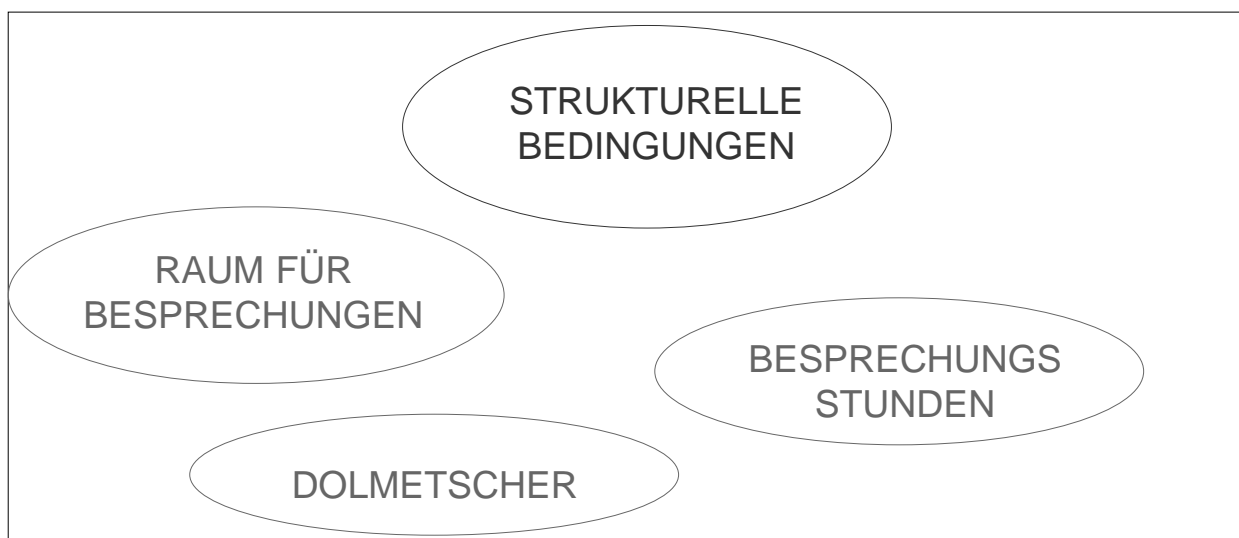 STRUKTURELLE
BEDINGUNGEN
RAUM FÜR
BESPRECHUNGEN
BESPRECHUNGS
STUNDEN
DOLMETSCHER